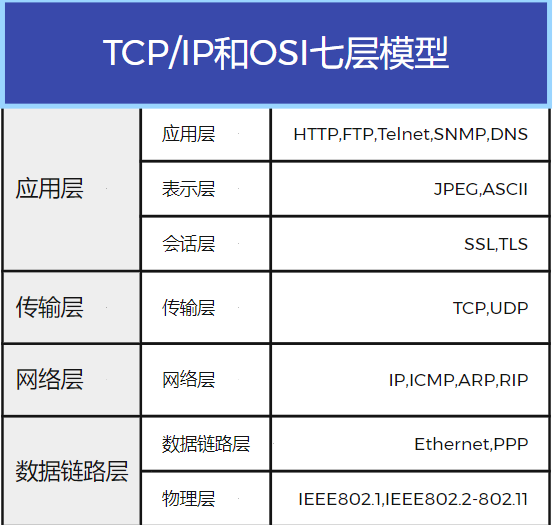 TCP/IP和OSI七层模型
应用层
应用层
HTTP,FTP,Telnet,SNMP,DNS
表示层
JPEG,ASCII
会话层
SSL,TLS
传输层
传输层
TCP,UDP
网络层
网络层
IP,ICMP,ARP,RIP
数据链路层
数据链路层
Ethernet,PPP
物理层
IEEE802.1,IEEE802.2-802.11